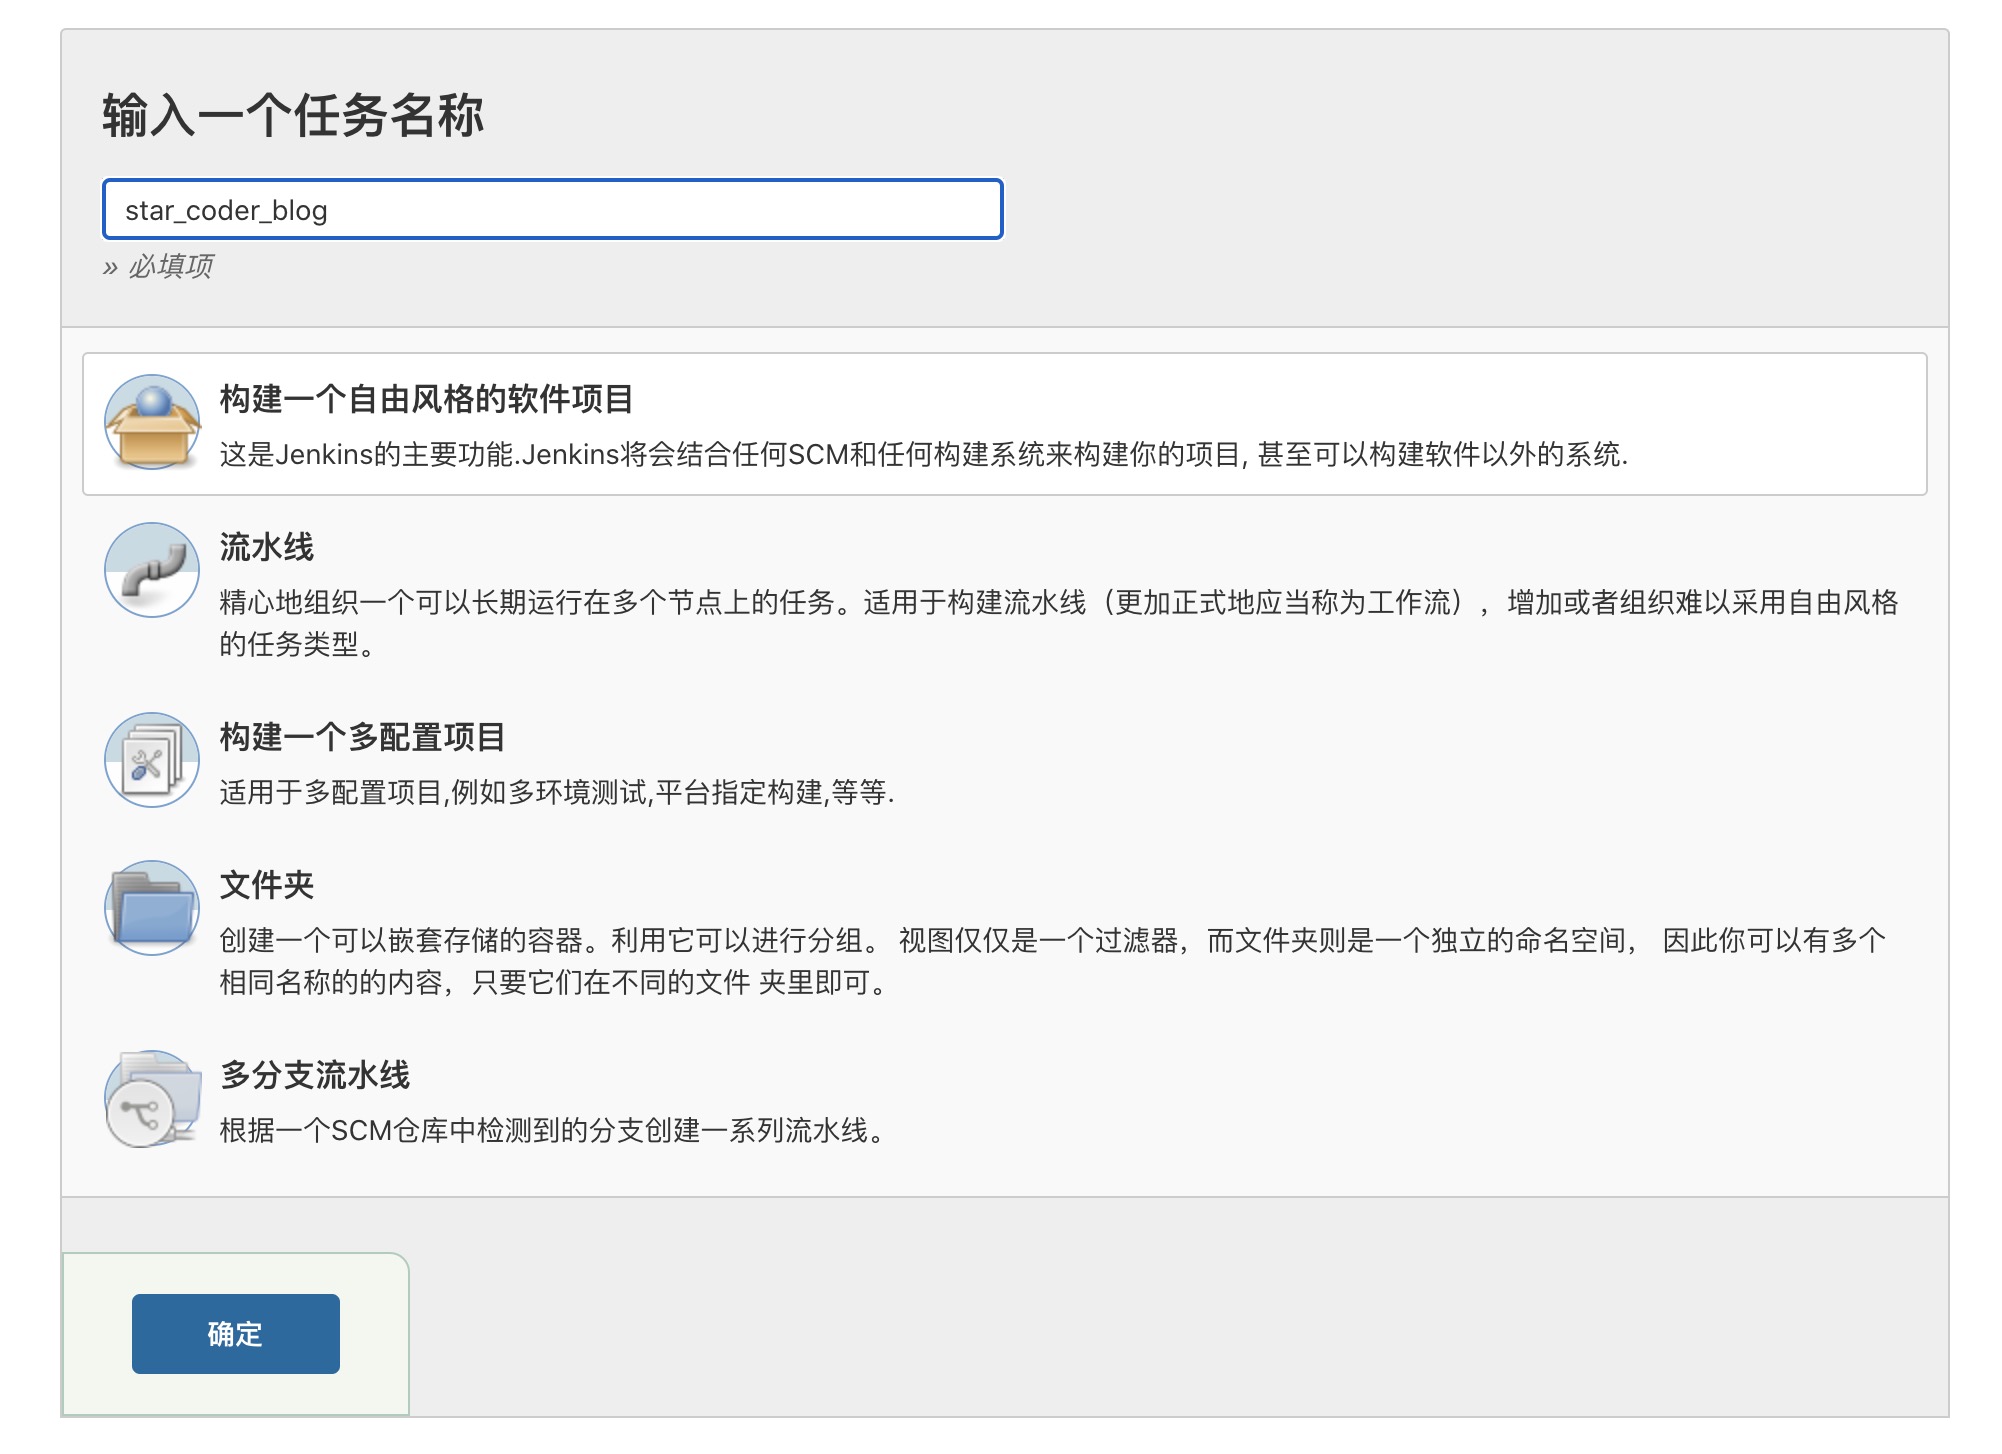 输入一个任务名称
star_coder_blog
» 必填项
构建一个自由风格的软件项目
这是Jenkins的主要功能.Jenkins将会结合任何SCM和任何构建系统来构建你的项目, 甚至可以构建软件以外的系统.
流水线
精心地组织一个可以长期运行在多个节点上的任务。适用于构建流水线（更加正式地应当称为工作流），增加或者组织难以采用自由风格
的任务类型。
构建一个多配置项目
适用于多配置项目,例如多环境测试,平台指定构建,等等.
文件夹
创建一个可以嵌套存储的容器。利用它可以进行分组。 视图仅仅是一个过滤器，而文件夹则是一个独立的命名空间， 因此你可以有多个
相同名称的的内容，只要它们在不同的文件 夹里即可。
多分支流水线
根据一个SCM仓库中检测到的分支创建一系列流水线。
确定